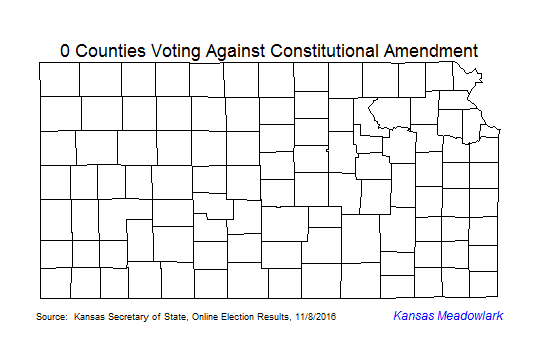 0 Counties Voting Against Constitutional Amendment
Source: Kansas Secretary of State, Online Election Results, 11/8/2016
Kansas Meadowlark